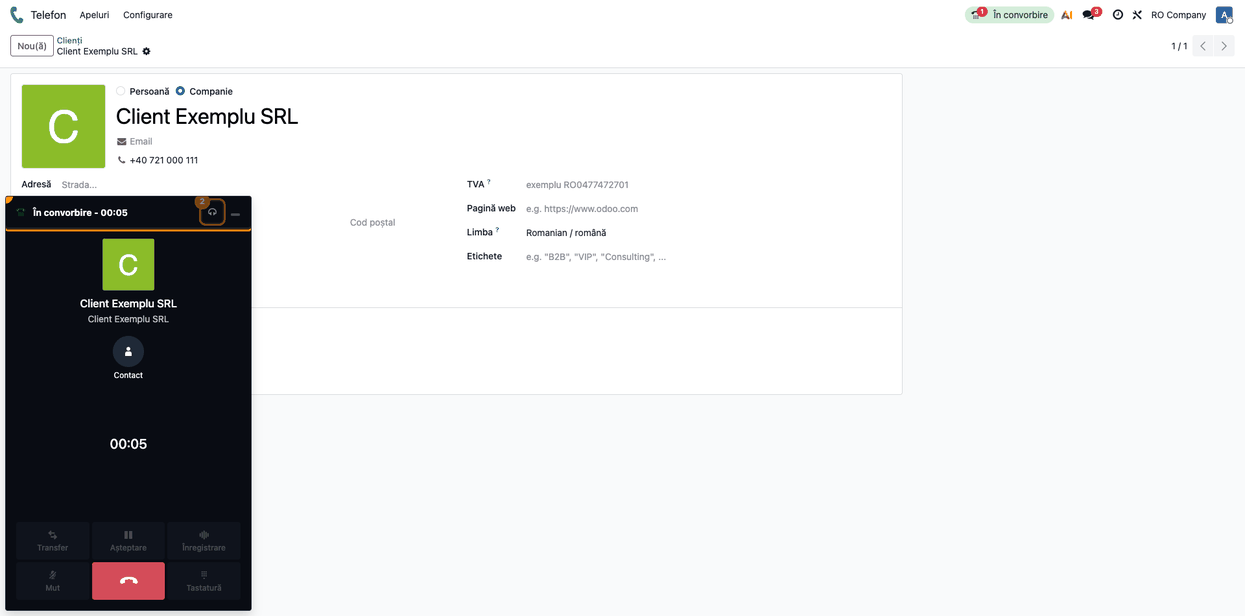 Telefon Apeluri Configurare 1 În convorbire AI 3 RO Company A
Nou(ă) Clienți
Client Exemplu SRL 1 / 1
Persoană Companie
C Client Exemplu SRL
Email
+40 721 000 111
Adresă Strada... TVA ? exemplu RO0477472701
Pagină web e.g. https://www.odoo.com
Cod poștal
Limba ? Romanian / română
Etichete e.g. "B2B", "VIP", "Consulting", ...
În convorbire - 00:05 2
C
Client Exemplu SRL
Client Exemplu SRL
Contact
00:05
Transfer Așteptare Înregistrare
Mut Tastatură